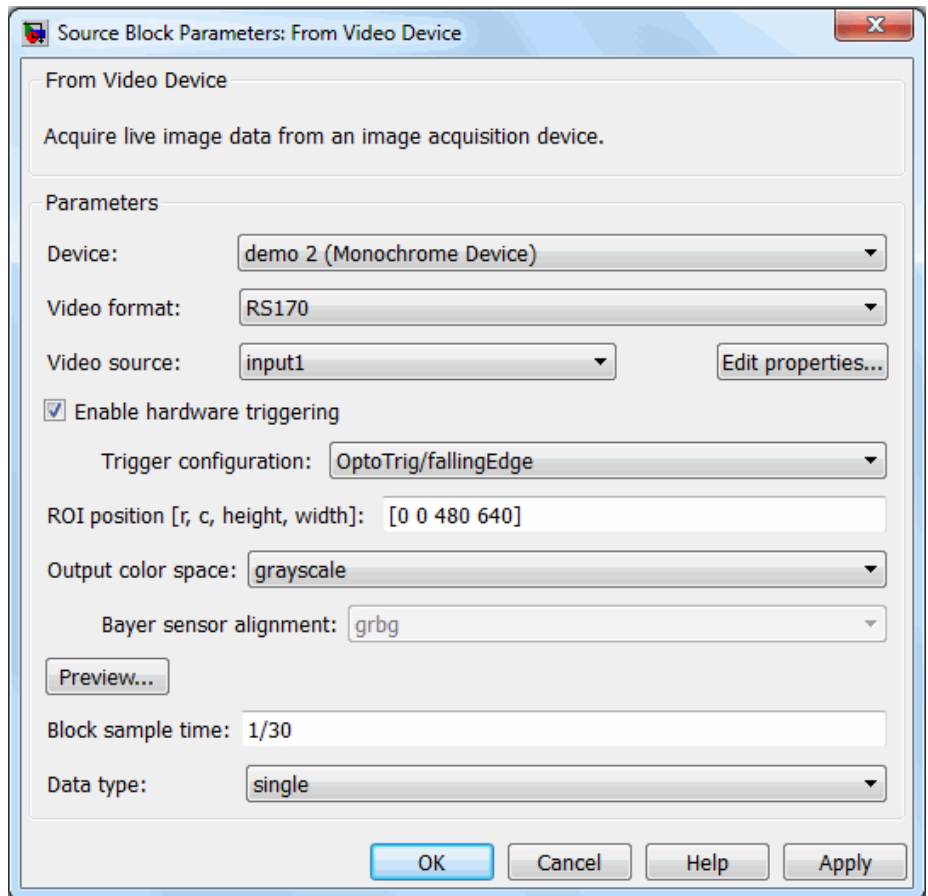 Source Block Parameters: From Video Device
From Video Device
Acquire live image data from an image acquisition device.
Parameters
Device: demo 2 (Monochrome Device)
Video format: RS170
Video source: input1 Edit properties...
Enable hardware triggering
Trigger configuration: OptoTrig/fallingEdge
ROI position [r, c, height, width]: [0 0 480 640]
Output color space: grayscale
Bayer sensor alignment: grbg
Preview...
Block sample time: 1/30
Data type: single
OK Cancel Help Apply